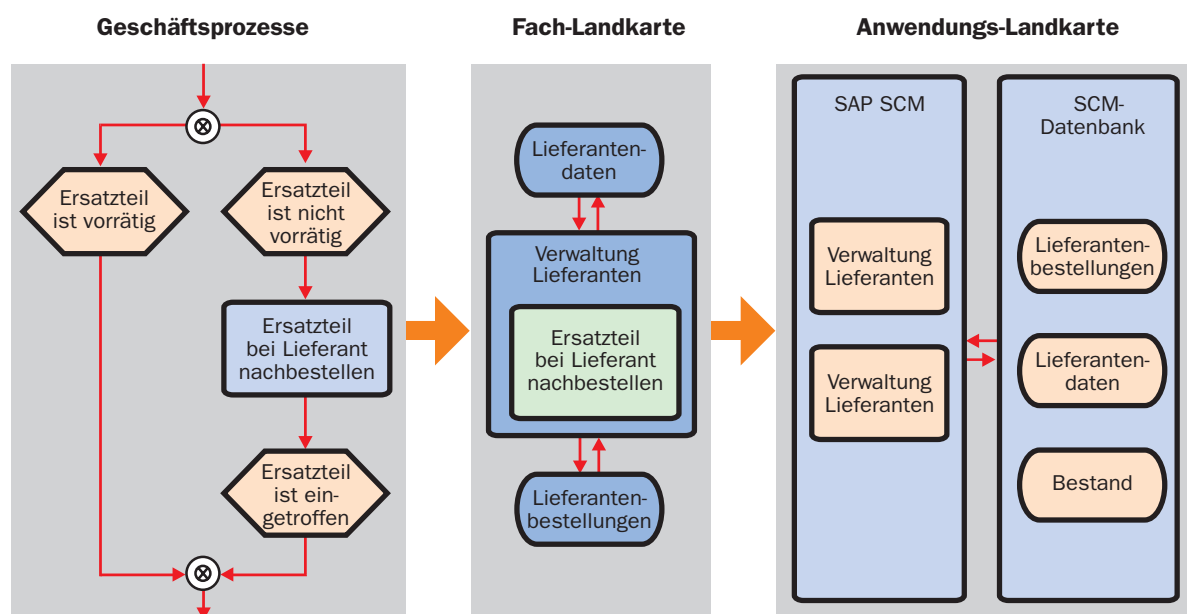 Geschäftsprozesse
Fach-Landkarte
Anwendungs-Landkarte
Ersatzteil
ist vorrätig
Ersatzteil
ist nicht
vorrätig
Ersatzteil
bei Lieferant
nachbestellen
Ersatzteil
ist ein-
getroffen
Lieferanten-
daten
Verwaltung
Lieferanten
Ersatzteil
bei Lieferant
nachbestellen
Lieferanten-
bestellungen
SAP SCM
Verwaltung
Lieferanten
Verwaltung
Lieferanten
SCM-
Datenbank
Lieferanten-
bestellungen
Lieferanten-
daten
Bestand